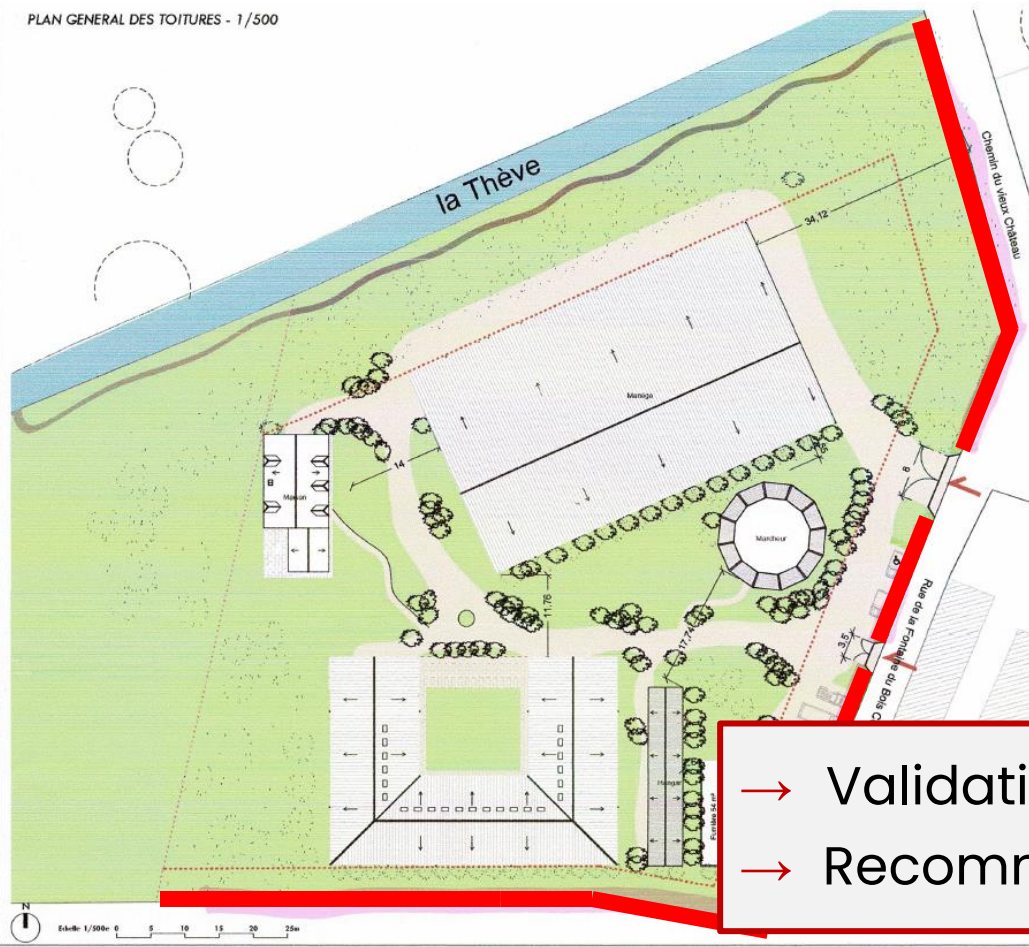 PLAN GENERAL DES TOITURES - 1/500
la Thève
Chemin du vieux Château
34,12
Manège
14
Maison
8
Marcheur
11,76
17,74
3,5
Rue de la Fontaine du Bois C
Hangar
→ Validati
→ Recomm
N
Echelle 1/500e 0 5 10 15 20 25m